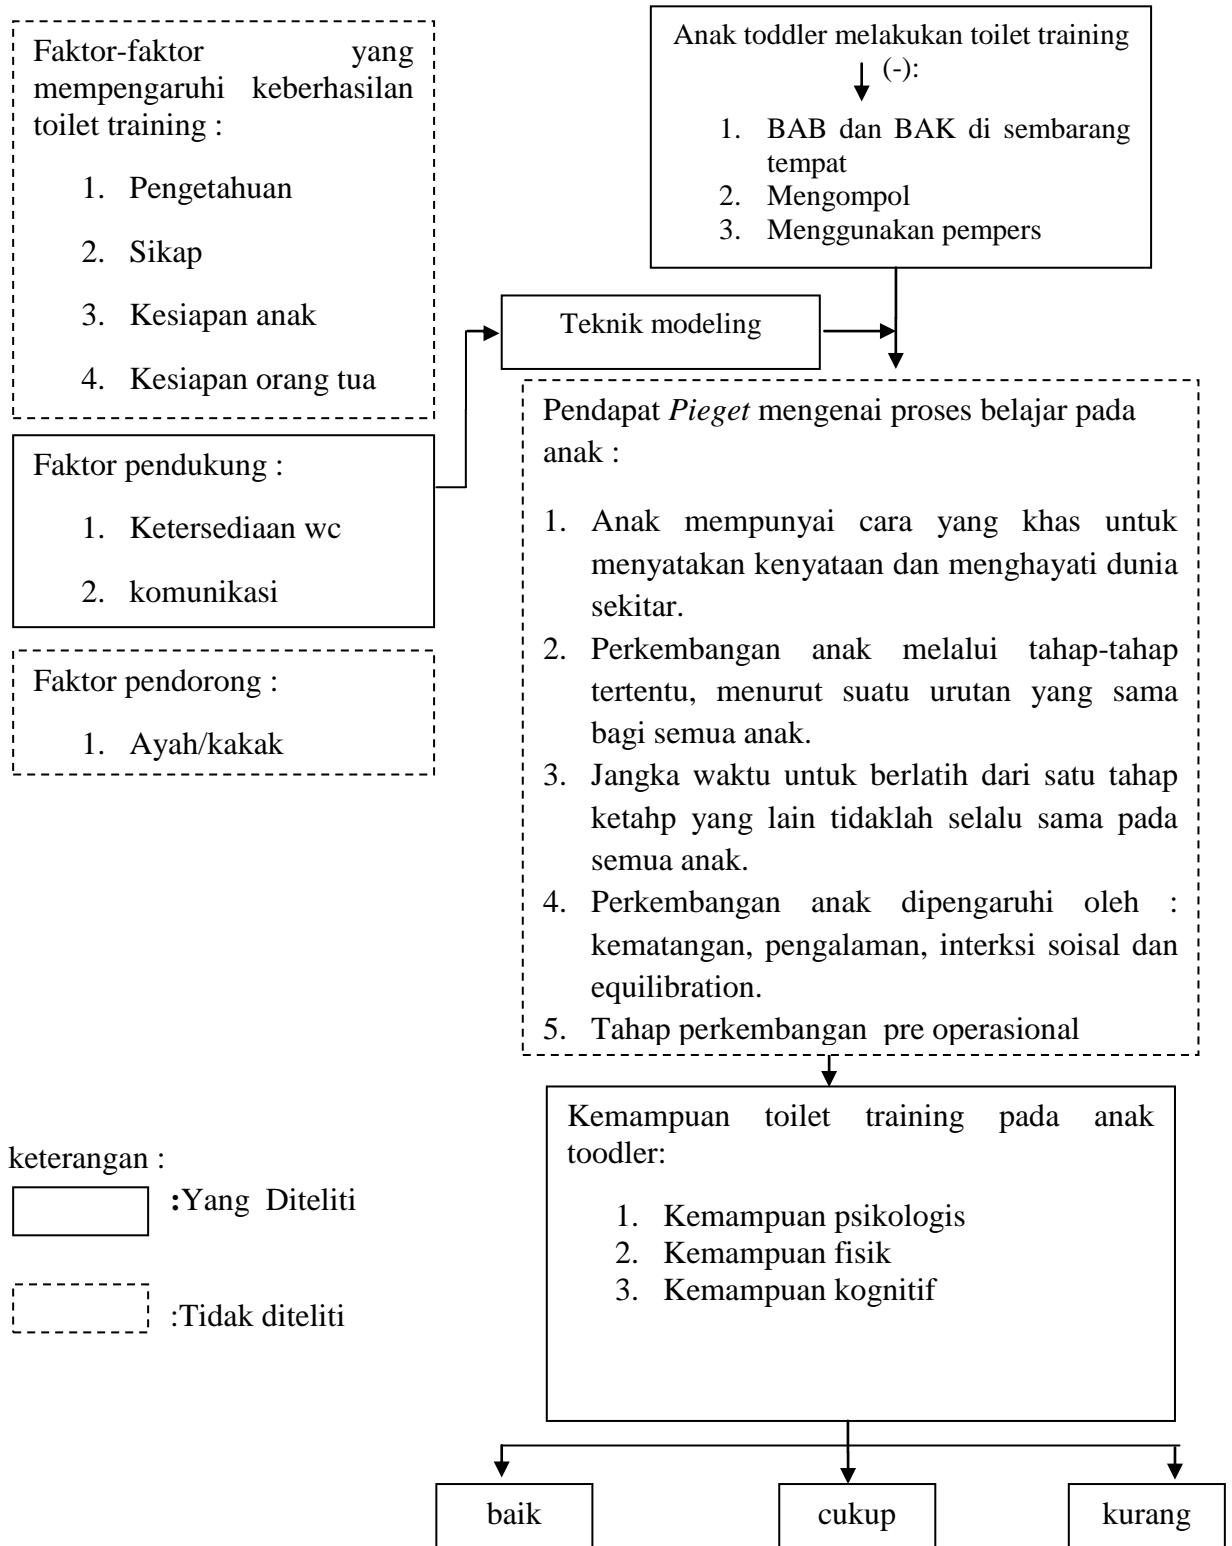 Faktor-faktor yang
mempengaruhi keberhasilan
toilet training :
1. Pengetahuan
2. Sikap
3. Kesiapan anak
4. Kesiapan orang tua
Faktor pendukung :
1. Ketersediaan wc
2. komunikasi
Faktor pendorong :
1. Ayah/kakak
Anak toddler melakukan toilet training
(-):
1. BAB dan BAK di sembarang
tempat
2. Mengompol
3. Menggunakan pempers
Teknik modeling
Pendapat Pieget mengenai proses belajar pada
anak :
1. Anak mempunyai cara yang khas untuk
menyatakan kenyataan dan menghayati dunia
sekitar.
2. Perkembangan anak melalui tahap-tahap
tertentu, menurut suatu urutan yang sama
bagi semua anak.
3. Jangka waktu untuk berlatih dari satu tahap
ketahp yang lain tidaklah selalu sama pada
semua anak.
4. Perkembangan anak dipengaruhi oleh :
kematangan, pengalaman, interksi soisal dan
equilibration.
5. Tahap perkembangan pre operasional
Kemampuan toilet training pada anak
toodler:
1. Kemampuan psikologis
2. Kemampuan fisik
3. Kemampuan kognitif
keterangan :
:Yang Diteliti
:Tidak diteliti
baik
cukup
kurang